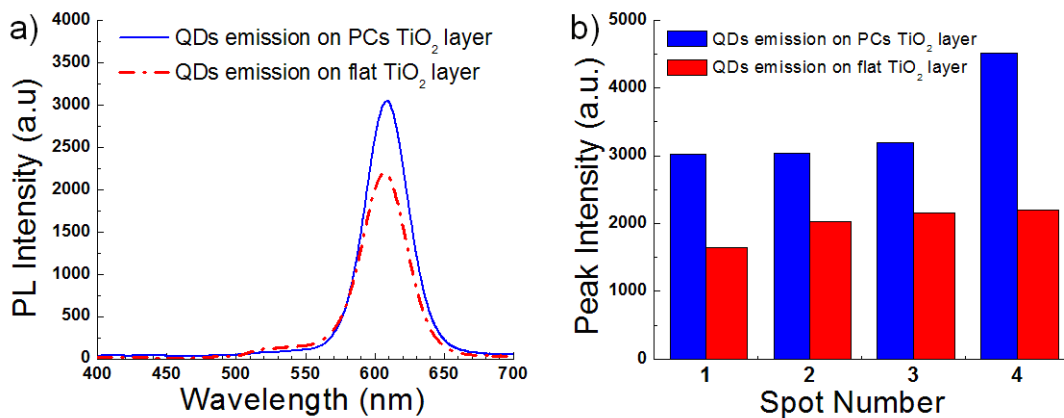 a)
PL Intensity (a.u)
4000
3500
3000
2500
2000
1500
1000
500
0
QDs emission on PCs TiO₂ layer
QDs emission on flat TiO₂ layer
400 450 500 550 600 650 700
Wavelength (nm)
b)
Peak Intensity (a.u.)
5000
4000
3000
2000
1000
0
QDs emission on PCs TiO₂ layer
QDs emission on flat TiO₂ layer
1 2 3 4
Spot Number